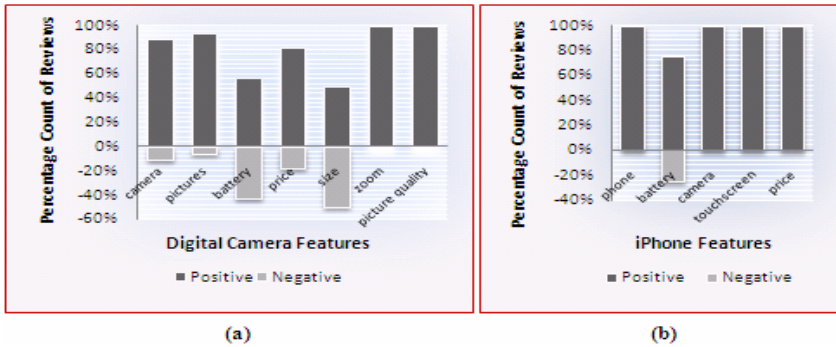 Percentage Count of Reviews
100%
80%
60%
40%
20%
0%
-20%
-40%
-60%
camera
pictures
battery
price
size
zoom
picture quality
Digital Camera Features
Positive Negative
(a)
Percentage Count of Reviews
100%
80%
60%
40%
20%
0%
-20%
-40%
phone
battery
camera
touchscreen
price
iPhone Features
Positive Negative
(b)